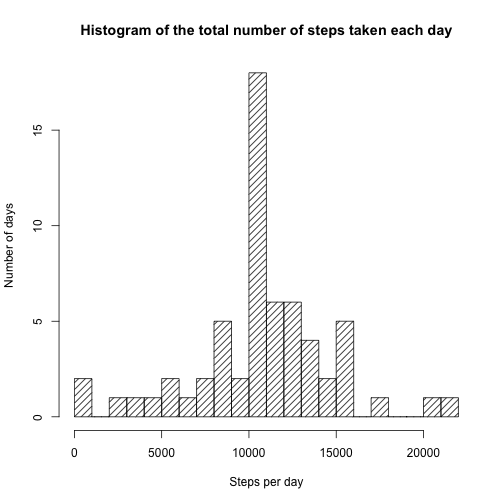 Histogram of the total number of steps taken each day
Number of days
0
5
10
15
0 5000 10000 15000 20000
Steps per day